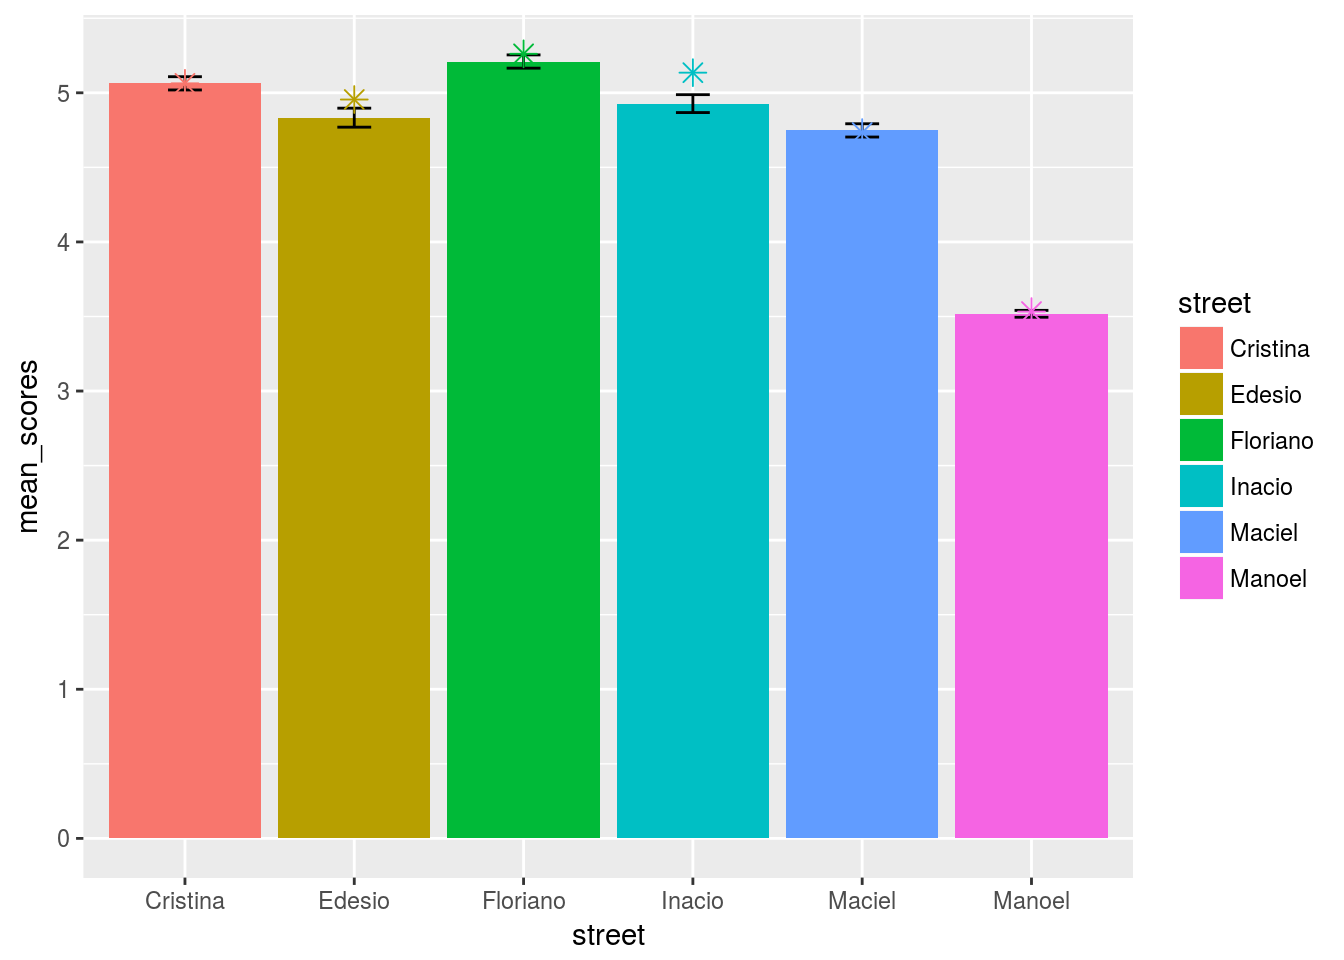 5
4
3
2
1
0
mean_scores
Cristina Edesio Floriano Inacio Maciel Manoel
street
street
Cristina
Edesio
Floriano
Inacio
Maciel
Manoel